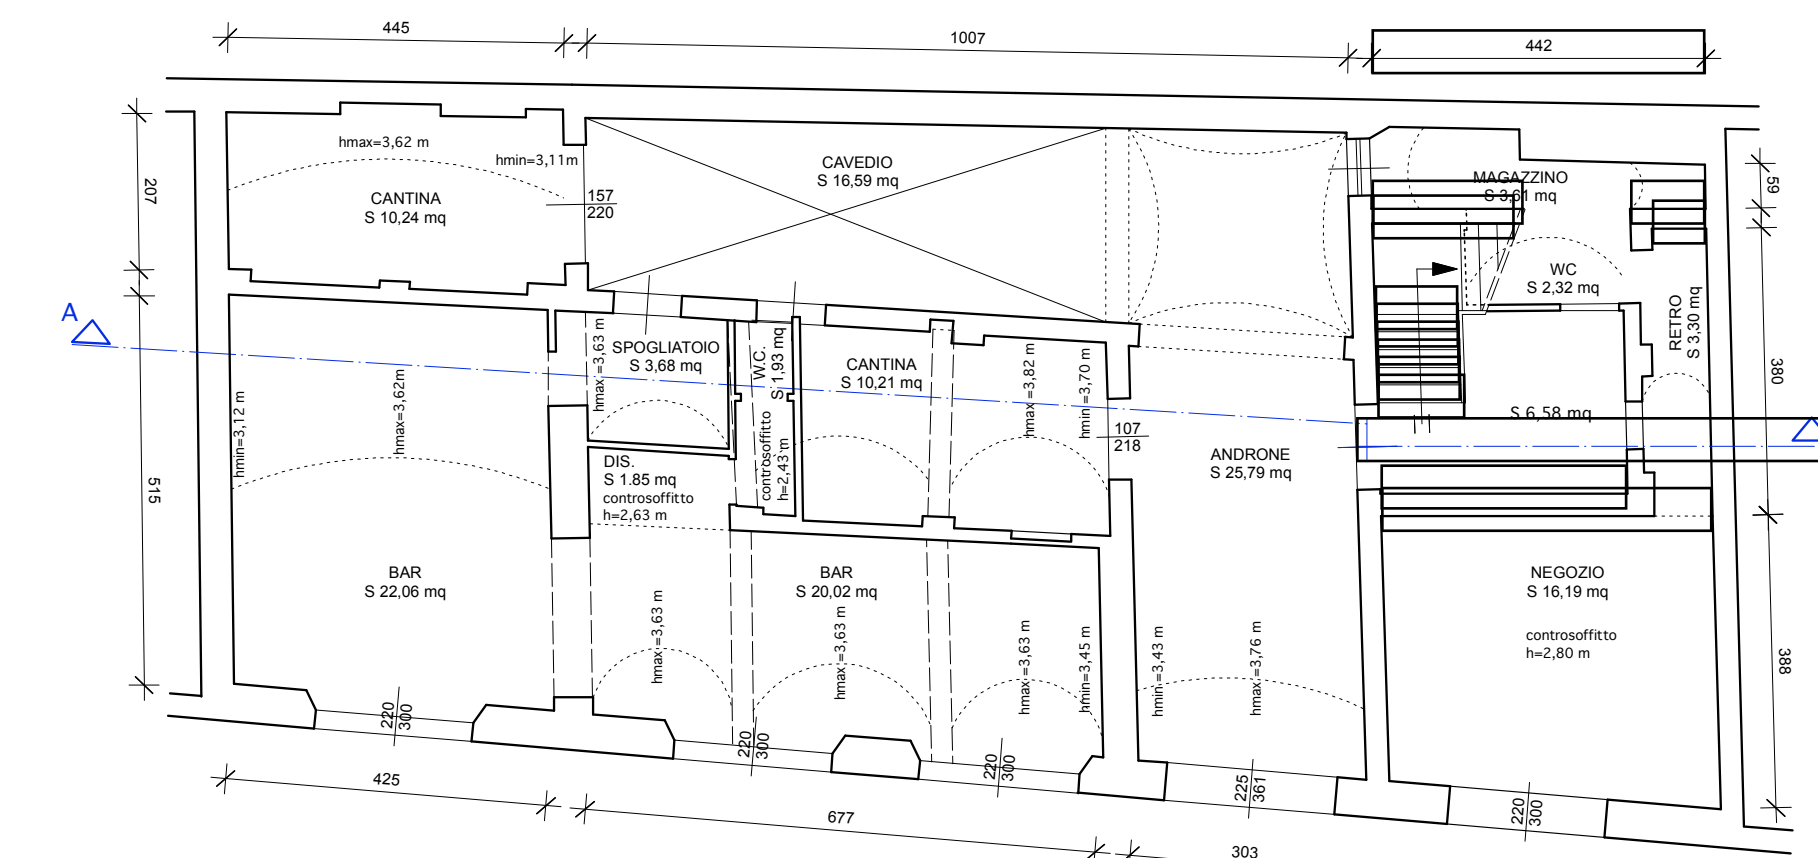 445
1007
442
hmax=3,62 m
hmin=3,11m
CANTINA
S 10,24 mq
157
220
CAVEDIO
S 16,59 mq
MAGAZZINO
S 3,61 mq
207
59
WC
S 2,32 mq
RETRO
S 3,30 mq
A
SPOGLIATOIO
S 3,68 mq
hmax=3,63 m
W.C.
S 1,93 mq
CANTINA
S 10,21 mq
hmax=3,82 m
hmin=3,70 m
380
hmin=3,12 m
hmax=3,62m
S 6,58 mq
107
218
ANDRONE
S 25,79 mq
DIS.
S 1.85 mq
controsoffitto
h=2,63 m
controsoffitto
h=2,43 m
515
BAR
S 22,06 mq
BAR
S 20,02 mq
NEGOZIO
S 16,19 mq
controsoffitto
h=2,80 m
388
hmax=3,63 m
hmax=3,63 m
hmax=3,63 m
hmin=3,45 m
hmin=3,43 m
hmax=3,76 m
220
300
220
300
220
300
225
361
220
300
425
677
303